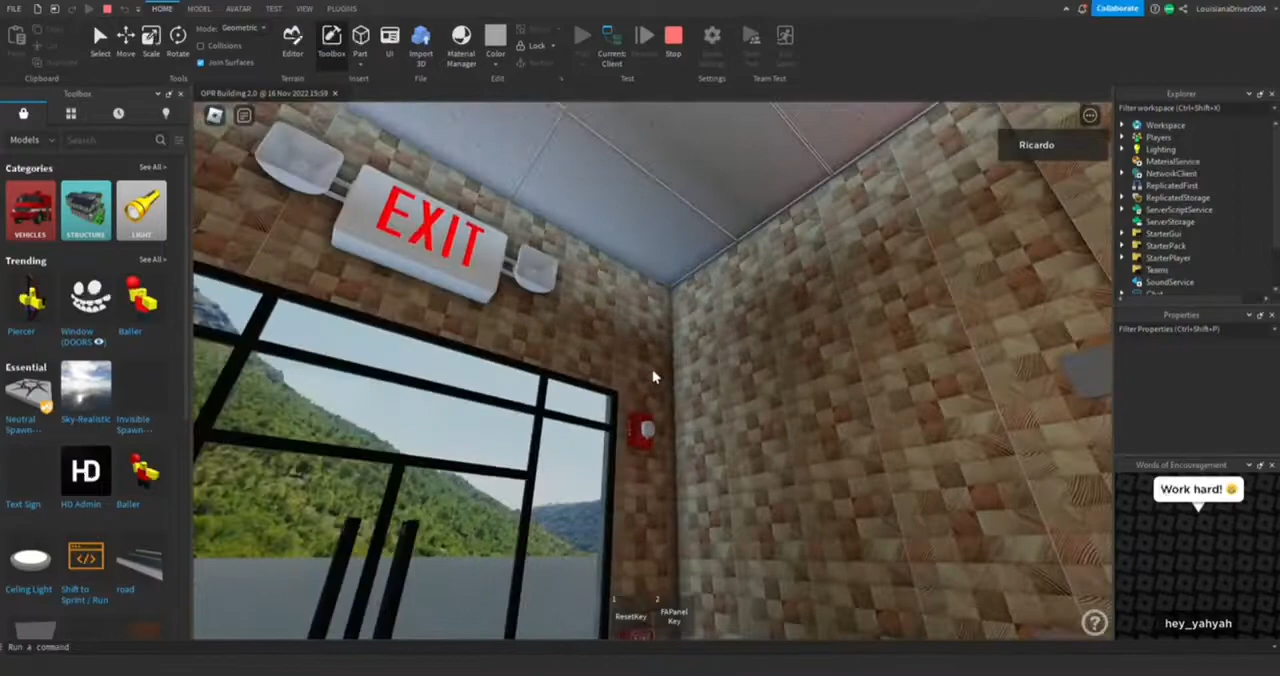 FILE
HOME
MODEL
AVATAR
TEST
VIEW
PLUGINS
Collaborate
LouisianaDriver2004
Select
Move
Scale
Rotate
Mode: Geometric
Collisions
Join Surfaces
Editor
Toolbox
Part
UI
Import
3D
Material
Manager
Color
Lock
Current
Client
Stop
Clipboard
Tools
Terrain
Insert
File
Edit
Test
Settings
Team Test
Toolbox
OPR Building 2.0 @ 16 Nov 2022 15:59 ×
Explorer
Filter workspace (Ctrl+Shift+X)
Models
Search
Categories
See All >
VEHICLES
STRUCTURE
LIGHT
Trending
See All >
Piercer
Window
(DOORS
Baller
Essential
Neutral
Spawn-··
Sky-Realistic
Invisible
Spawn-··
Text Sign
HD
HD Admin
Baller
Celing Light
Shift to
Sprint / Run
road
Run a command
EXIT
Ricardo
1
ResetKey
2
FAPanel
Key
?
Workspace
Players
Lighting
MaterialService
NetworkClient
ReplicatedFirst
ReplicatedStorage
ServerScriptService
ServerStorage
StarterGui
StarterPack
StarterPlayer
Teams
SoundService
Properties
Filter Properties (Ctrl+Shift+P)
Words of Encouragement
Work hard!
hey_yahyah